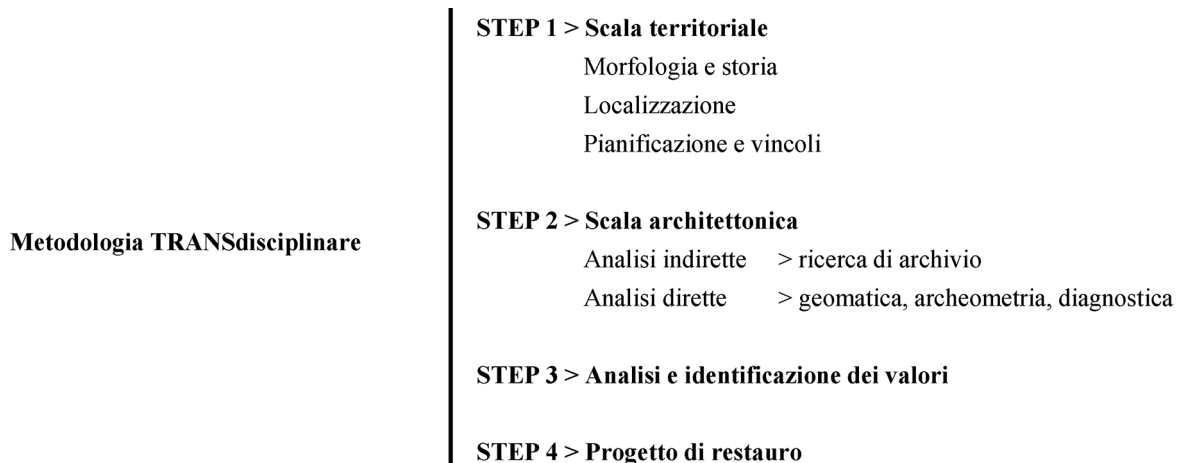 Metodologia TRANSdisciplinare
STEP 1 > Scala territoriale
Morfologia e storia
Localizzazione
Pianificazione e vincoli
STEP 2 > Scala architettonica
Analisi indirette > ricerca di archivio
Analisi dirette > geomatica, archeometria, diagnostica
STEP 3 > Analisi e identificazione dei valori
STEP 4 > Progetto di restauro